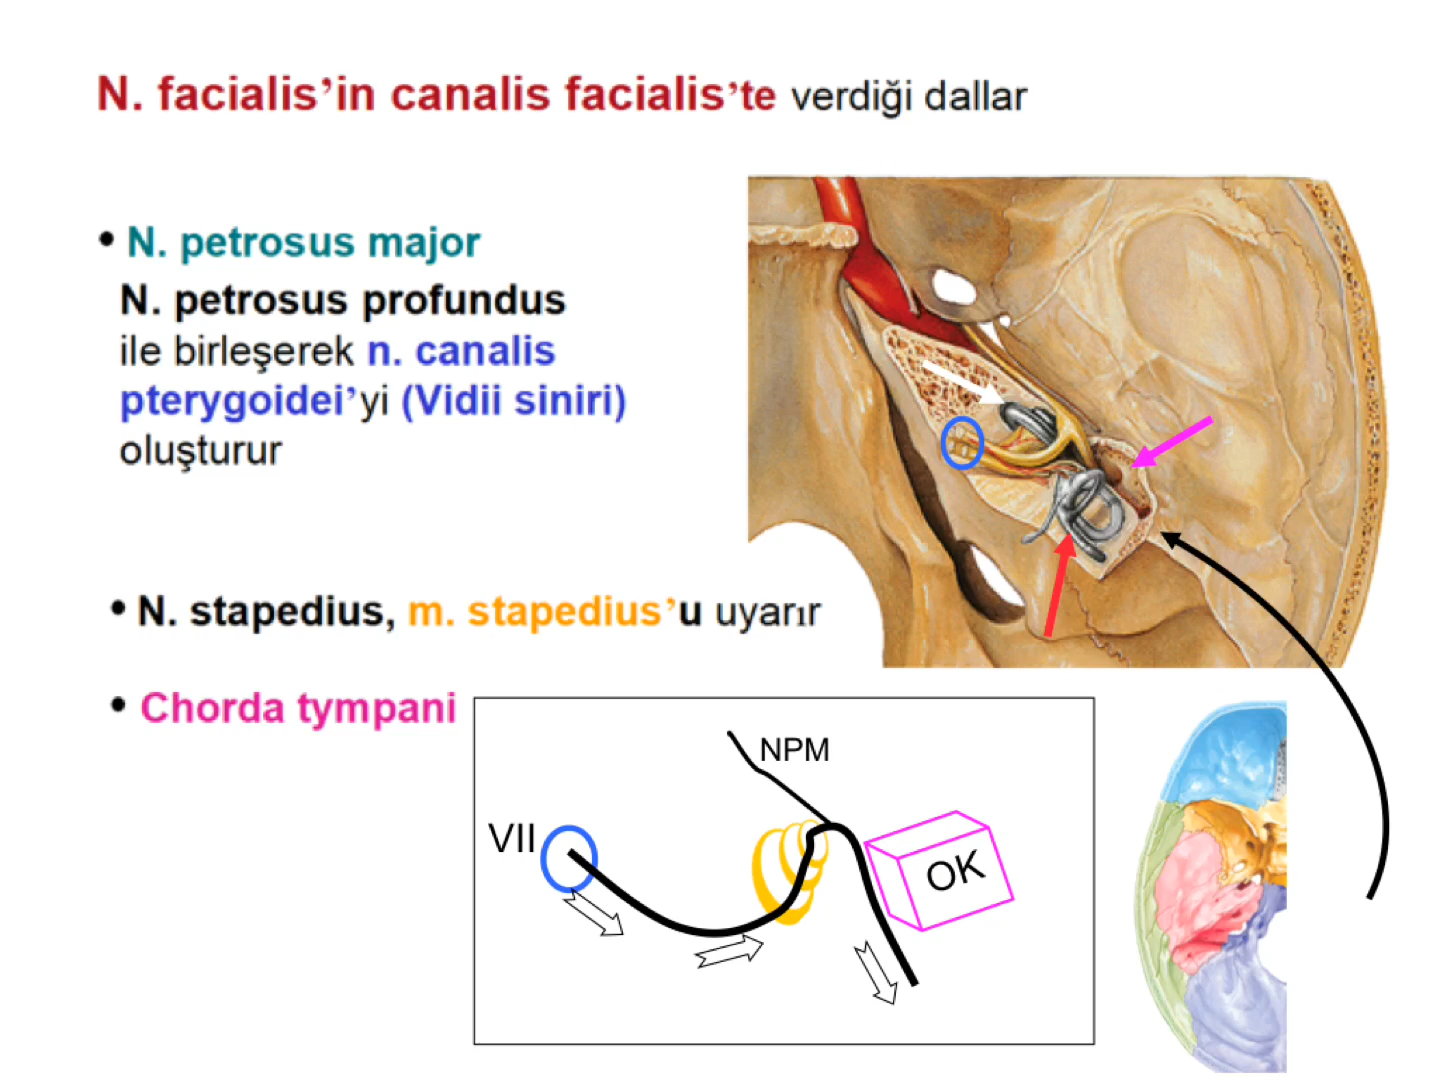 N. facialis’in canalis facialis’te verdiği dallar
• N. petrosus major
N. petrosus profundus
ile birleşerek n. canalis
pterygoidei’yi (Vidii siniri)
oluşturur
• N. stapedius, m. stapedius’u uyarır
• Chorda tympani
NPM
VII
OK